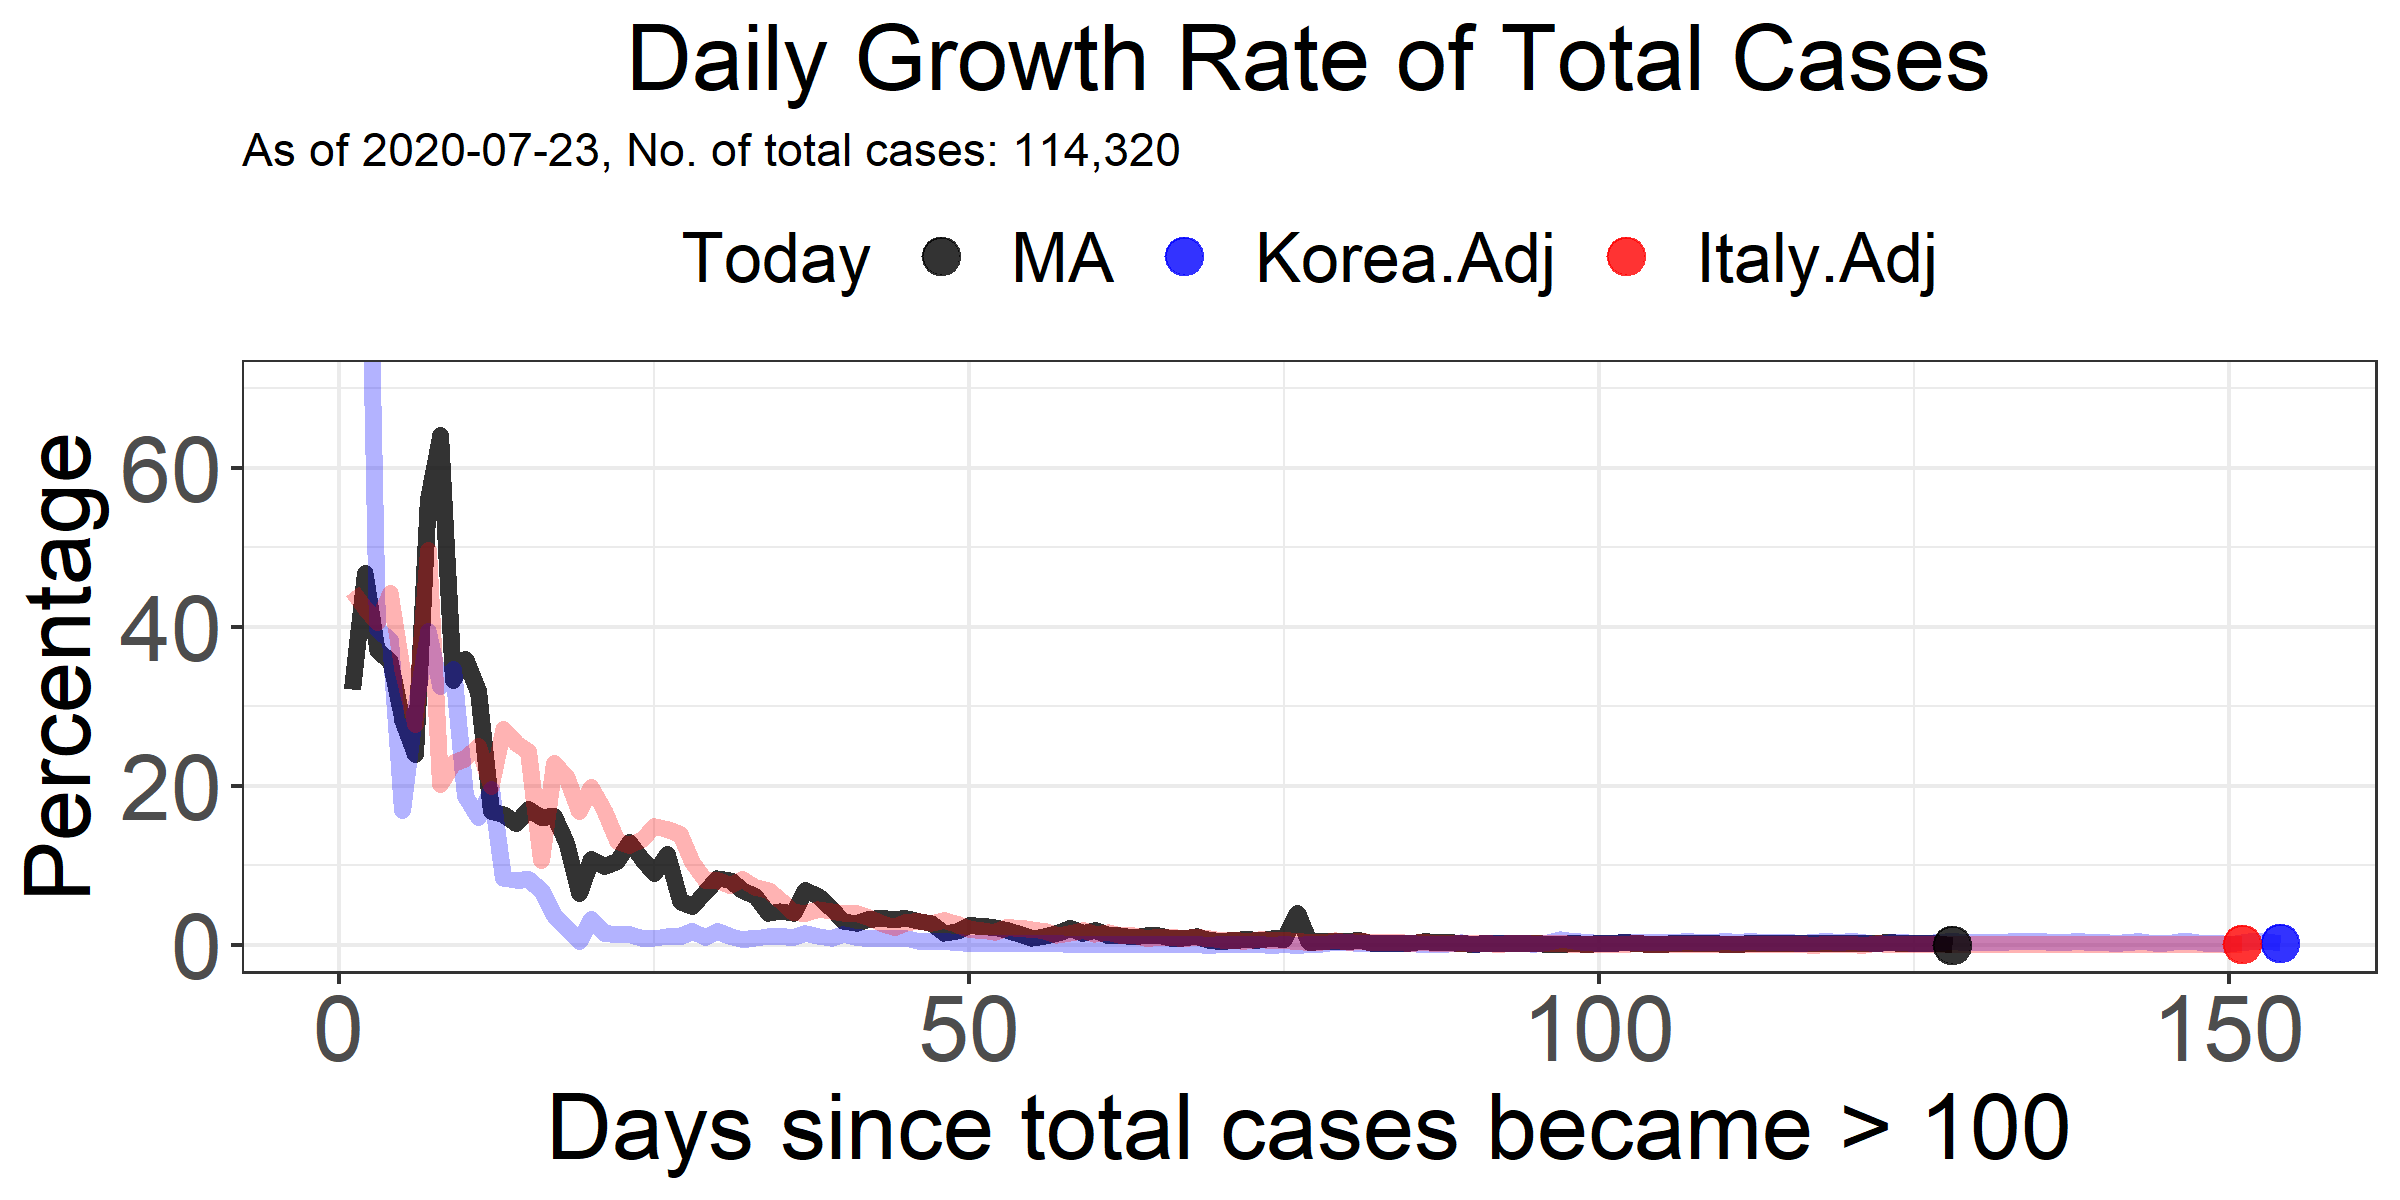 Daily Growth Rate of Total Cases
As of 2020-07-23, No. of total cases: 114,320
Today MA Korea.Adj Italy.Adj
Percentage
60
40
20
0
0 50 100 150
Days since total cases became > 100